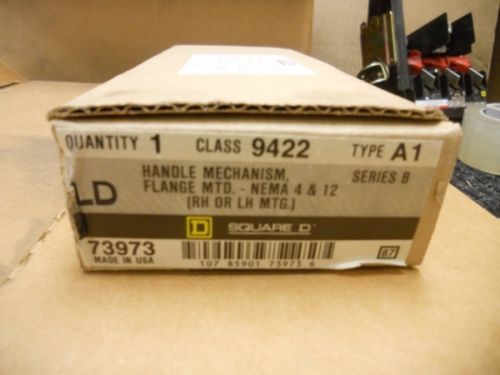 QUANTITY 1 CLASS 9422 TYPE A1
HANDLE MECHANISM, SERIES B
FLANGE MTD. - NEMA 4 & 12
(RH OR LH MTG.)
LD
D SQUARE D
73973
MADE IN USA
107 85901 73973 6
87